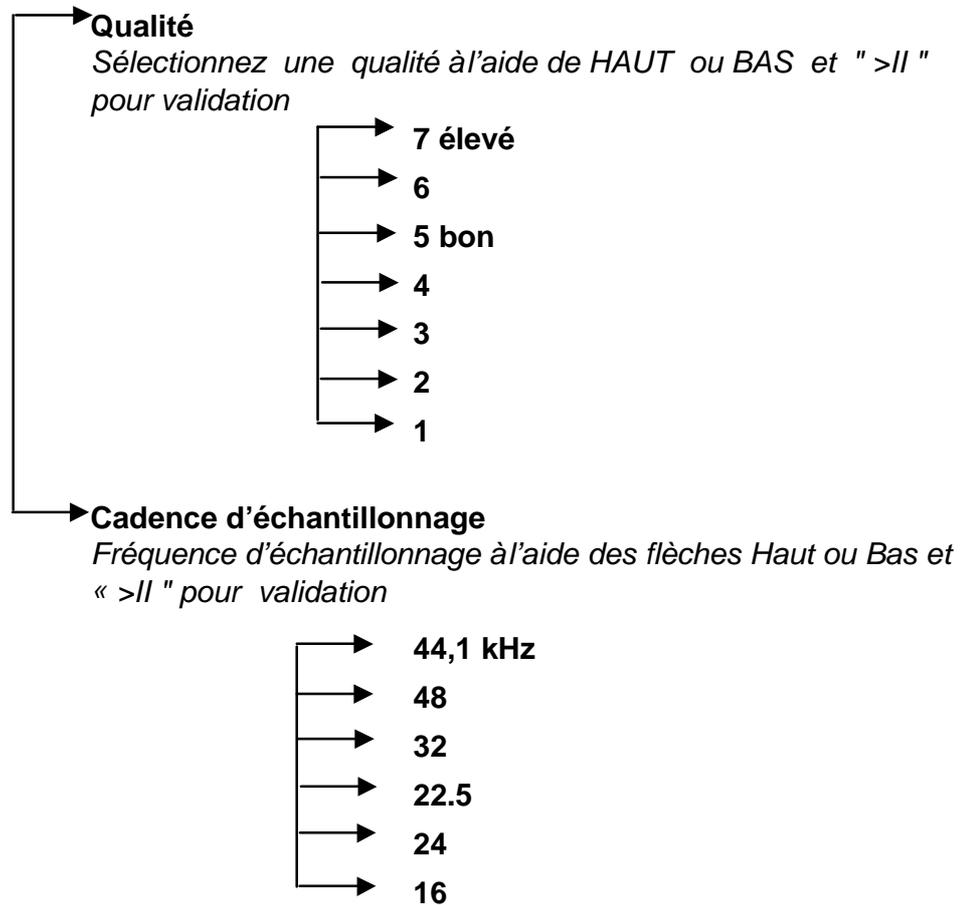 Qualité
Sélectionnez une qualité àl'aide de HAUT ou BAS et " >II "
pour validation
7 élevé
6
5 bon
4
3
2
1
Cadence d’échantillonnage
Fréquence d’échantillonnage àl’aide des flèches Haut ou Bas et
« >II " pour validation
44,1 kHz
48
32
22.5
24
16